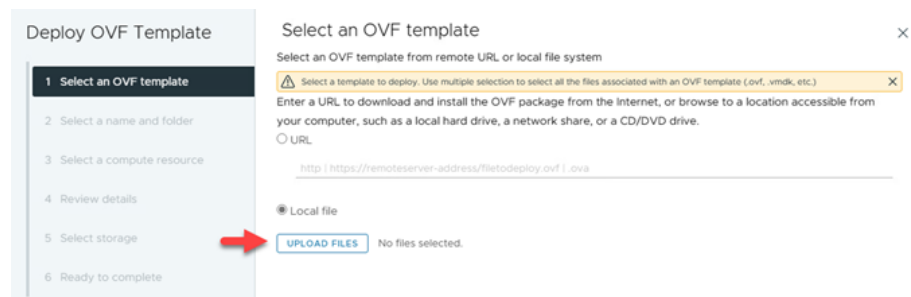 Deploy OVF Template
1 Select an OVF template
2 Select a name and folder
3 Select a compute resource
4 Review details
5 Select storage
6 Ready to complete
Select an OVF template
Select an OVF template from remote URL or local file system
Select a template to deploy. Use multiple selection to select all the files associated with an OVF template (.ovf, .vmdk, etc.)
Enter a URL to download and install the OVF package from the Internet, or browse to a location accessible from
your computer, such as a local hard drive, a network share, or a CD/DVD drive.
URL
http | https://remoteserver-address/filetodeploy.ovf | .ova
Local file
UPLOAD FILES No files selected.